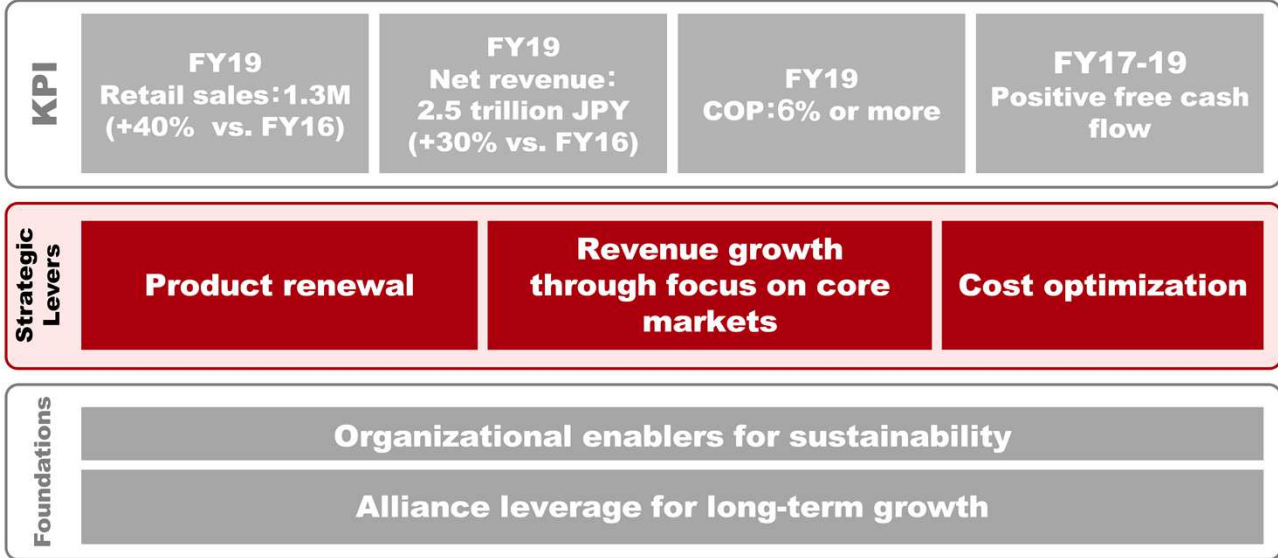 KPI
FY19
Retail sales:1.3M
(+40% vs. FY16)
FY19
Net revenue:
2.5 trillion JPY
(+30% vs. FY16)
FY19
COP:6% or more
FY17-19
Positive free cash
flow
Strategic
Levers
Product renewal
Revenue growth
through focus on core
markets
Cost optimization
Foundations
Organizational enablers for sustainability
Alliance leverage for long-term growth